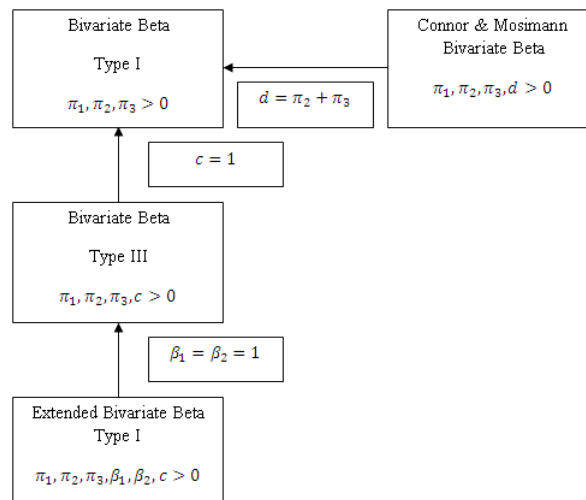 Bivariate Beta
Type I
π₁, π₂, π₃ > 0
Connor & Mosimann
Bivariate Beta
π₁, π₂, π₃, d > 0
d = π₂ + π₃
c = 1
Bivariate Beta
Type III
π₁, π₂, π₃, c > 0
β₁ = β₂ = 1
Extended Bivariate Beta
Type I
π₁, π₂, π₃, β₁, β₂, c > 0